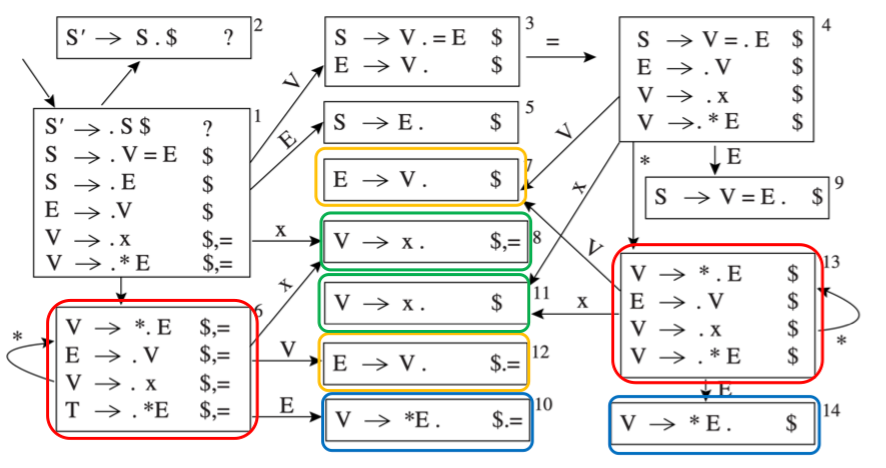 S' → S . $ ? 2
S → V . = E $ 3
E → V . $
=
S → V = . E $ 4
E → . V $
V → . x $
V → . * E $
S' → . S $ ? 1
S → . V = E $
S → . E $
E → . V $
V → . x $,=
V → . * E $,=
V
E
S → E . $ 5
V
x
*
E
E → V . $ 7
S → V = E . $ 9
x
V → x . $,= 8
V
V → *. E $ 13
E → . V $
V → . x $
V → . * E $
x
V → x . $ 11
x
*
V → *. E $,= 6
E → . V $,=
V → . x $,=
T → . *E $,=
*
V
E → V . $.= 12
E
E
V → *E . $.= 10
V → * E . $ 14